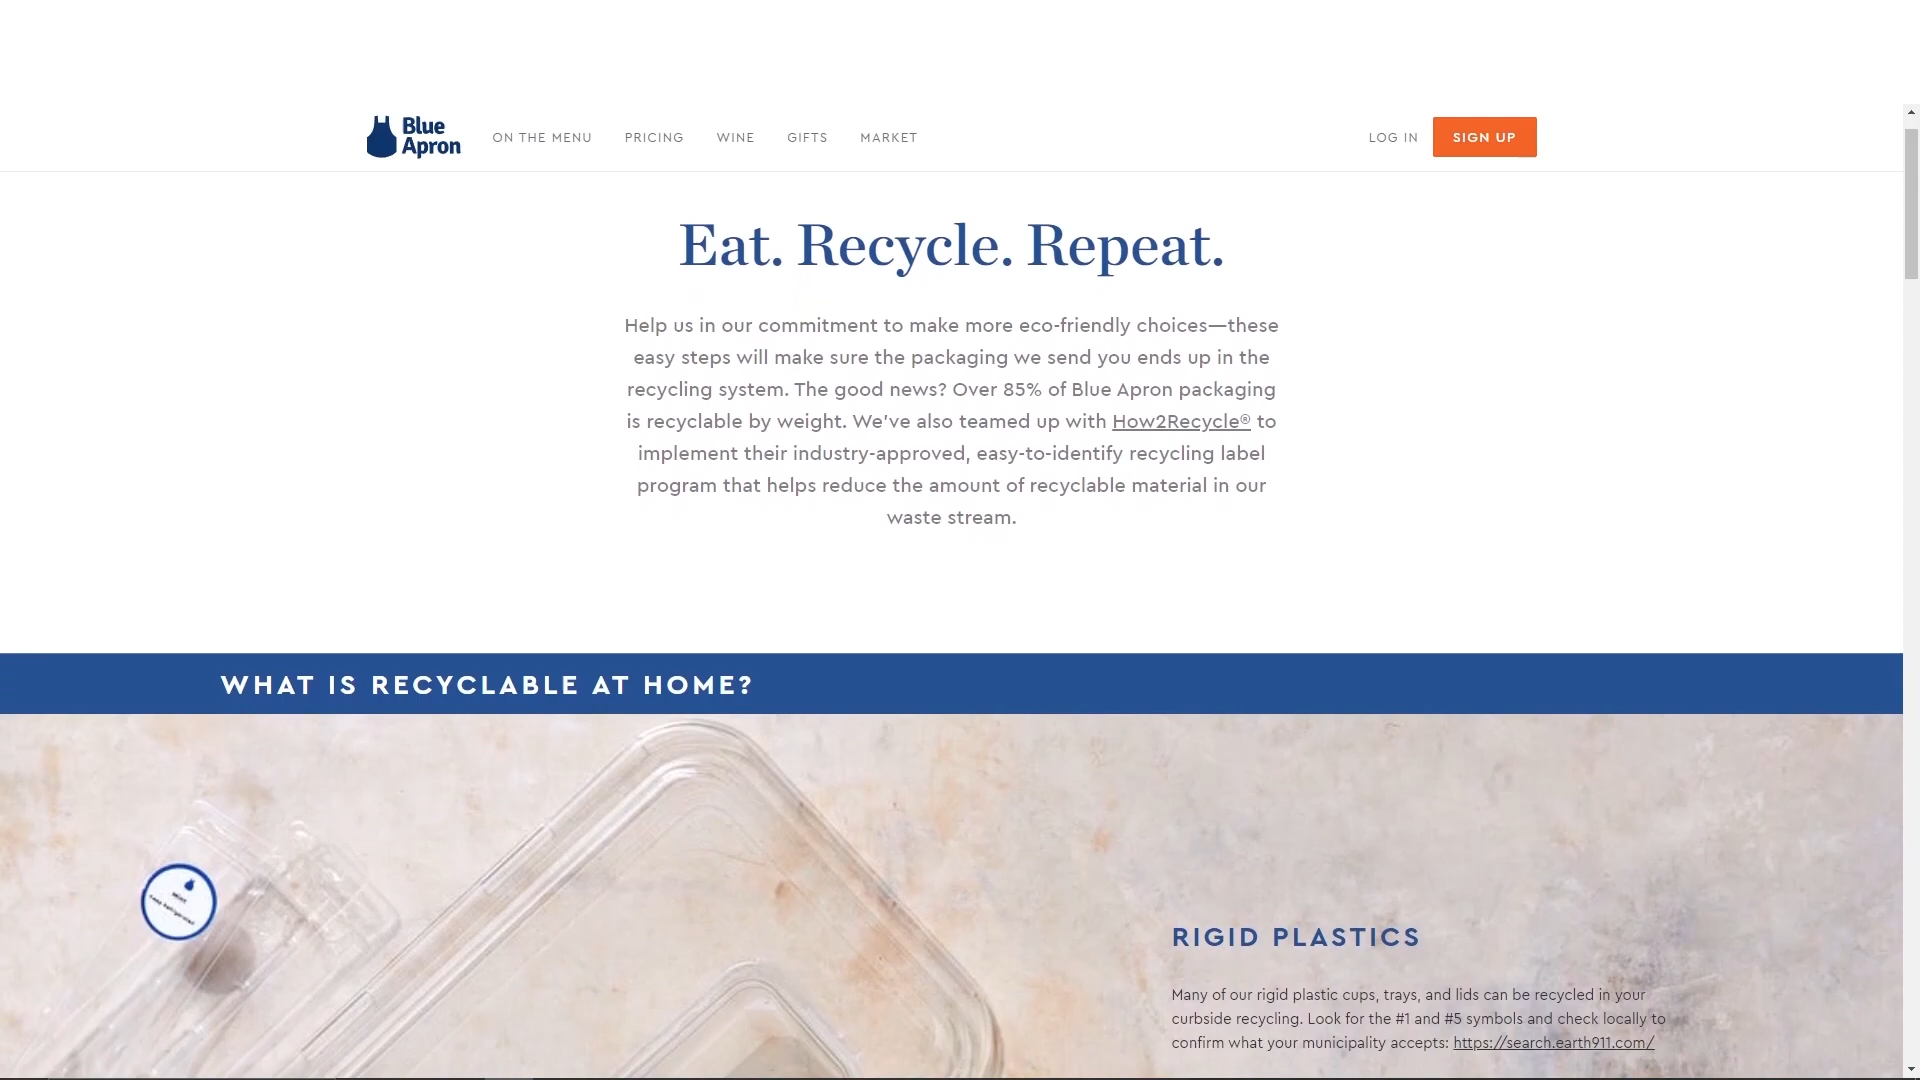 Blue
Apron
ON THE MENU
PRICING
WINE
GIFTS
MARKET
LOG IN
SIGN UP
Eat. Recycle. Repeat.
Help us in our commitment to make more eco-friendly choices—these
easy steps will make sure the packaging we send you ends up in the
recycling system. The good news? Over 85% of Blue Apron packaging
is recyclable by weight. We've also teamed up with How2Recycle® to
implement their industry-approved, easy-to-identify recycling label
program that helps reduce the amount of recyclable material in our
waste stream.
WHAT IS RECYCLABLE AT HOME?
RIGID PLASTICS
Many of our rigid plastic cups, trays, and lids can be recycled in your
curbside recycling. Look for the #1 and #5 symbols and check locally to
confirm what your municipality accepts: https://search.earth911.com/